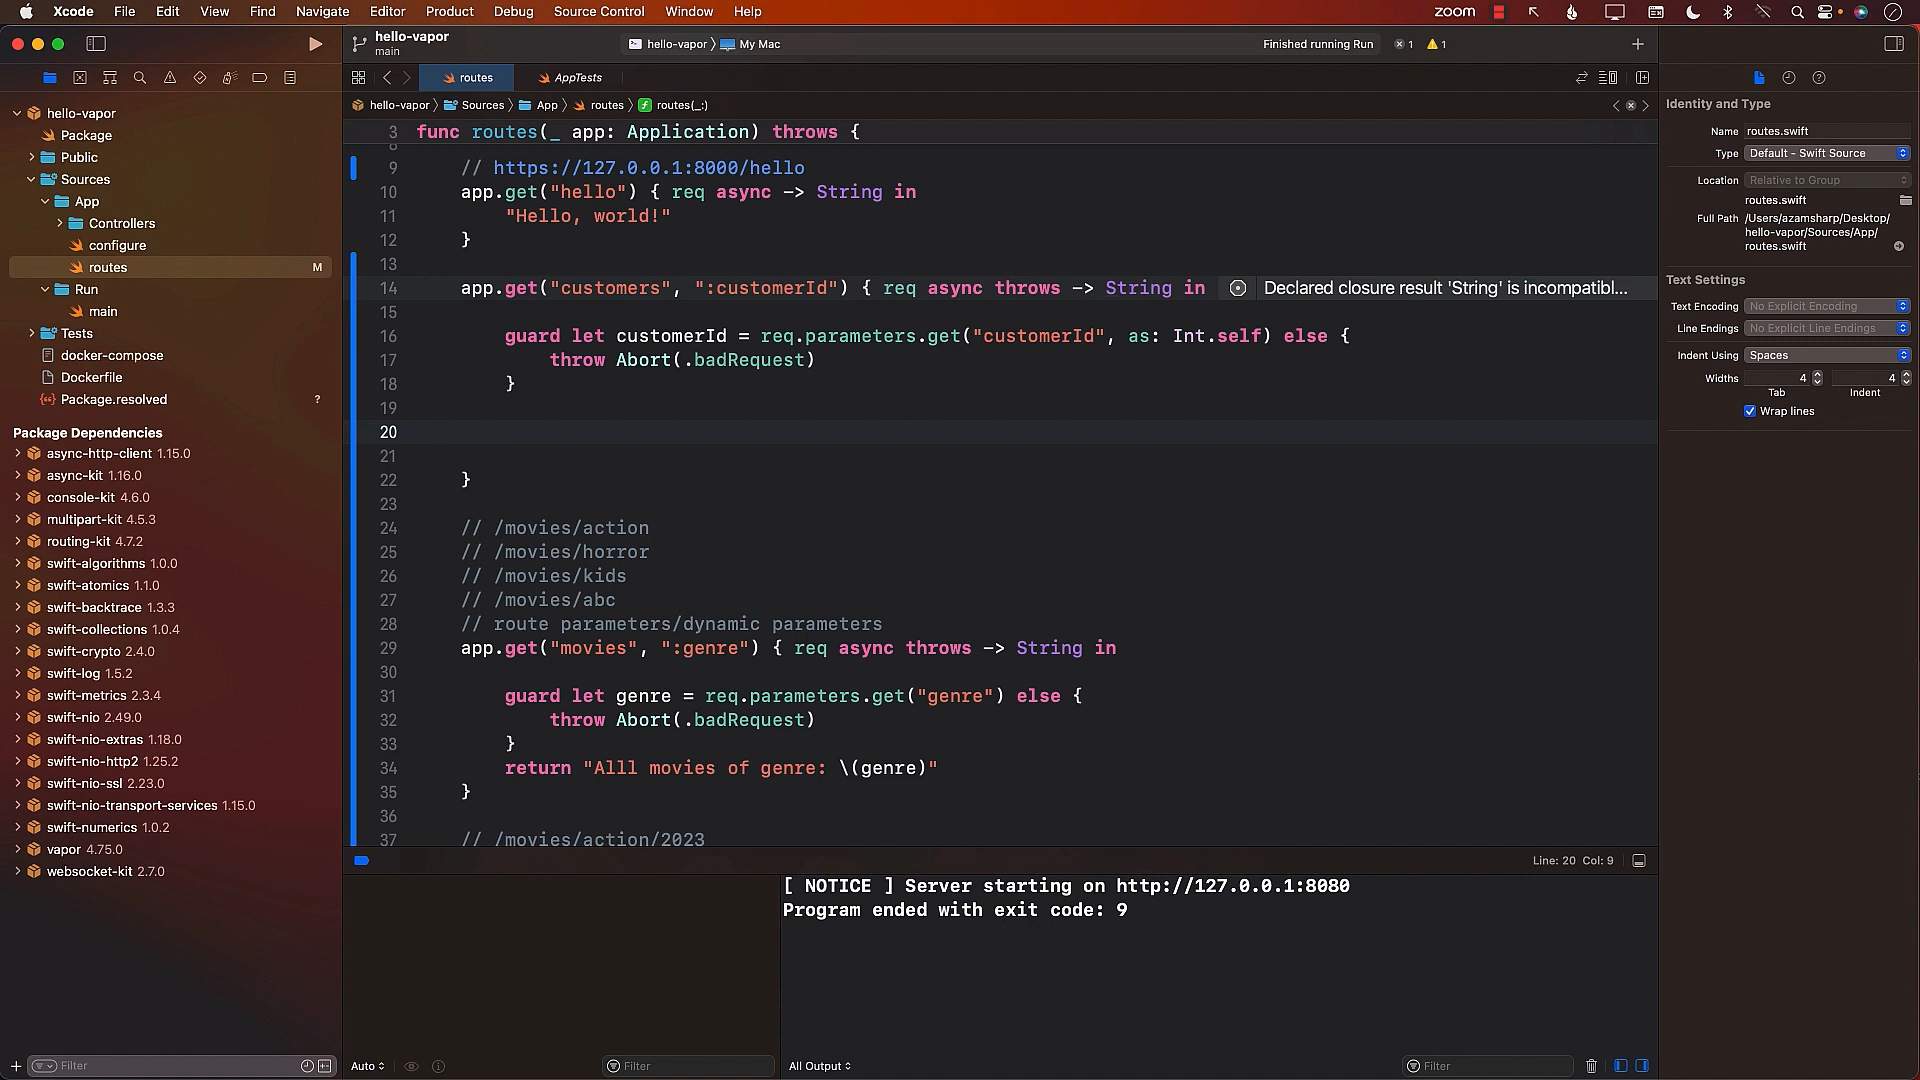 Xcode File Edit View Find Navigate Editor Product Debug Source Control Window Help zoom
hello-vapor
main
hello-vapor My Mac Finished running Run 1 1
routes AppTests
hello-vapor Sources App routes routes(_:)
hello-vapor
Package
Public
Sources
App
Controllers
configure
routes M
Run
main
Tests
docker-compose
Dockerfile
Package.resolved ?
Package Dependencies
async-http-client 1.15.0
async-kit 1.16.0
console-kit 4.6.0
multipart-kit 4.5.3
routing-kit 4.7.2
swift-algorithms 1.0.0
swift-atomics 1.1.0
swift-backtrace 1.3.3
swift-collections 1.0.4
swift-crypto 2.4.0
swift-log 1.5.2
swift-metrics 2.3.4
swift-nio 2.49.0
swift-nio-extras 1.18.0
swift-nio-http2 1.25.2
swift-nio-ssl 2.23.0
swift-nio-transport-services 1.15.0
swift-numerics 1.0.2
vapor 4.75.0
websocket-kit 2.7.0
Filter
3 func routes(_ app: Application) throws {
8
9 // https://127.0.0.1:8000/hello
10 app.get("hello") { req async -> String in
11 "Hello, world!"
12 }
13
14 app.get("customers", ":customerId") { req async throws -> String in Declared closure result 'String' is incompatibl...
15
16 guard let customerId = req.parameters.get("customerId", as: Int.self) else {
17 throw Abort(.badRequest)
18 }
19
20
21
22 }
23
24 // /movies/action
25 // /movies/horror
26 // /movies/kids
27 // /movies/abc
28 // route parameters/dynamic parameters
29 app.get("movies", ":genre") { req async throws -> String in
30
31 guard let genre = req.parameters.get("genre") else {
32 throw Abort(.badRequest)
33 }
34 return "Alll movies of genre: \(genre)"
35 }
36
37 // /movies/action/2023
Line: 20 Col: 9
[ NOTICE ] Server starting on http://127.0.0.1:8080
Program ended with exit code: 9
Auto Filter All Output Filter
Identity and Type
Name routes.swift
Type Default - Swift Source
Location Relative to Group
routes.swift
Full Path /Users/azamsharp/Desktop/
hello-vapor/Sources/App/
routes.swift
Text Settings
Text Encoding No Explicit Encoding
Line Endings No Explicit Line Endings
Indent Using Spaces
Widths 4 4
Tab Indent
Wrap lines